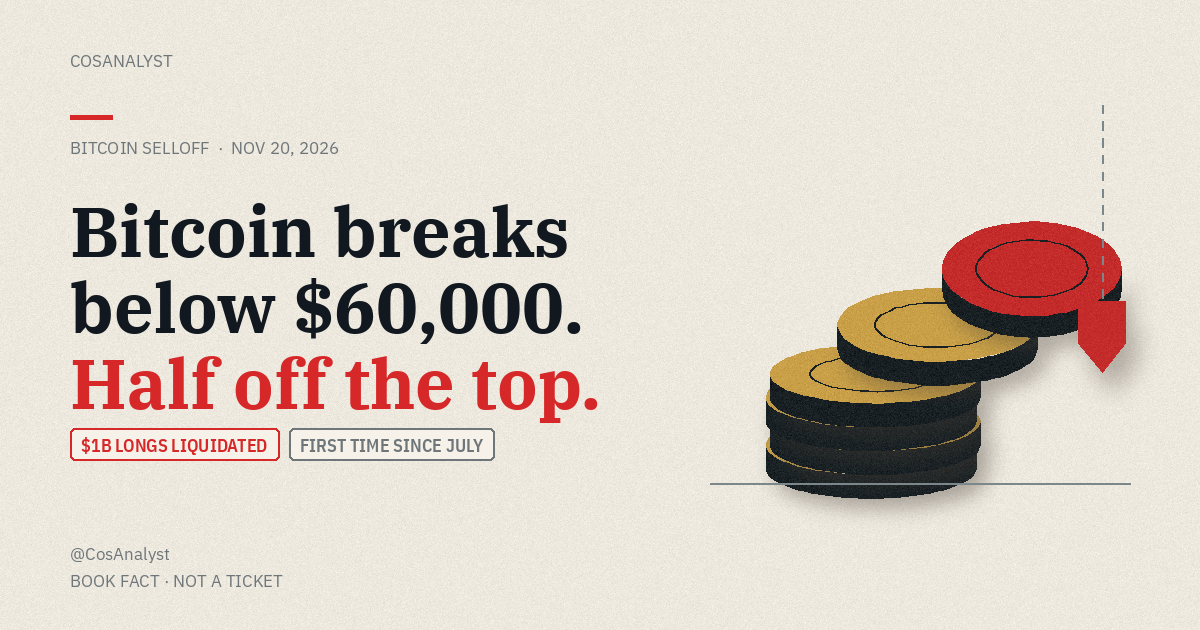 COSANALYST
BITCOIN SELLOFF · NOV 20, 2026
Bitcoin breaks
below $60,000.
Half off the top.
$1B LONGS LIQUIDATED FIRST TIME SINCE JULY
@CosAnalyst
BOOK FACT · NOT A TICKET